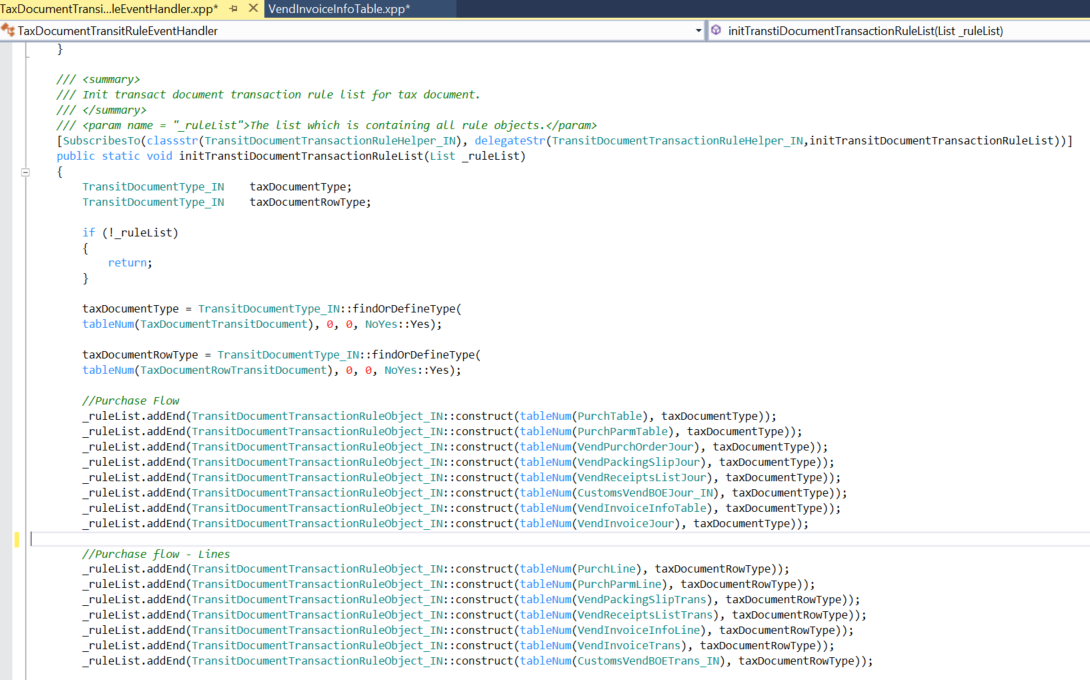 TaxDocumentTransi...leEventHandler.xpp*
VendInvoiceInfoTable.xpp*
TaxDocumentTransitRuleEventHandler
initTranstiDocumentTransactionRuleList(List _ruleList)
}
/// <summary>
/// Init transact document transaction rule list for tax document.
/// </summary>
/// <param name = "_ruleList">The list which is containing all rule objects.</param>
[SubscribesTo(classstr(TransitDocumentTransactionRuleHelper_IN), delegateStr(TransitDocumentTransactionRuleHelper_IN,initTransitDocumentTransactionRuleList))]
public static void initTranstiDocumentTransactionRuleList(List _ruleList)
{
TransitDocumentType_IN taxDocumentType;
TransitDocumentType_IN taxDocumentRowType;
if (!_ruleList)
{
return;
}
taxDocumentType = TransitDocumentType_IN::findOrDefineType(
tableNum(TaxDocumentTransitDocument), 0, 0, NoYes::Yes);
taxDocumentRowType = TransitDocumentType_IN::findOrDefineType(
tableNum(TaxDocumentRowTransitDocument), 0, 0, NoYes::Yes);
//Purchase Flow
_ruleList.addEnd(TransitDocumentTransactionRuleObject_IN::construct(tableNum(PurchTable), taxDocumentType));
_ruleList.addEnd(TransitDocumentTransactionRuleObject_IN::construct(tableNum(PurchParmTable), taxDocumentType));
_ruleList.addEnd(TransitDocumentTransactionRuleObject_IN::construct(tableNum(VendPurchOrderJour), taxDocumentType));
_ruleList.addEnd(TransitDocumentTransactionRuleObject_IN::construct(tableNum(VendPackingSlipJour), taxDocumentType));
_ruleList.addEnd(TransitDocumentTransactionRuleObject_IN::construct(tableNum(VendReceiptsListJour), taxDocumentType));
_ruleList.addEnd(TransitDocumentTransactionRuleObject_IN::construct(tableNum(CustomsVendBOEJour_IN), taxDocumentType));
_ruleList.addEnd(TransitDocumentTransactionRuleObject_IN::construct(tableNum(VendInvoiceInfoTable), taxDocumentType));
_ruleList.addEnd(TransitDocumentTransactionRuleObject_IN::construct(tableNum(VendInvoiceJour), taxDocumentType));
//Purchase flow - Lines
_ruleList.addEnd(TransitDocumentTransactionRuleObject_IN::construct(tableNum(PurchLine), taxDocumentRowType));
_ruleList.addEnd(TransitDocumentTransactionRuleObject_IN::construct(tableNum(PurchParmLine), taxDocumentRowType));
_ruleList.addEnd(TransitDocumentTransactionRuleObject_IN::construct(tableNum(VendPackingSlipTrans), taxDocumentRowType));
_ruleList.addEnd(TransitDocumentTransactionRuleObject_IN::construct(tableNum(VendReceiptsListTrans), taxDocumentRowType));
_ruleList.addEnd(TransitDocumentTransactionRuleObject_IN::construct(tableNum(VendInvoiceInfoLine), taxDocumentRowType));
_ruleList.addEnd(TransitDocumentTransactionRuleObject_IN::construct(tableNum(VendInvoiceTrans), taxDocumentRowType));
_ruleList.addEnd(TransitDocumentTransactionRuleObject_IN::construct(tableNum(CustomsVendBOETrans_IN), taxDocumentRowType));